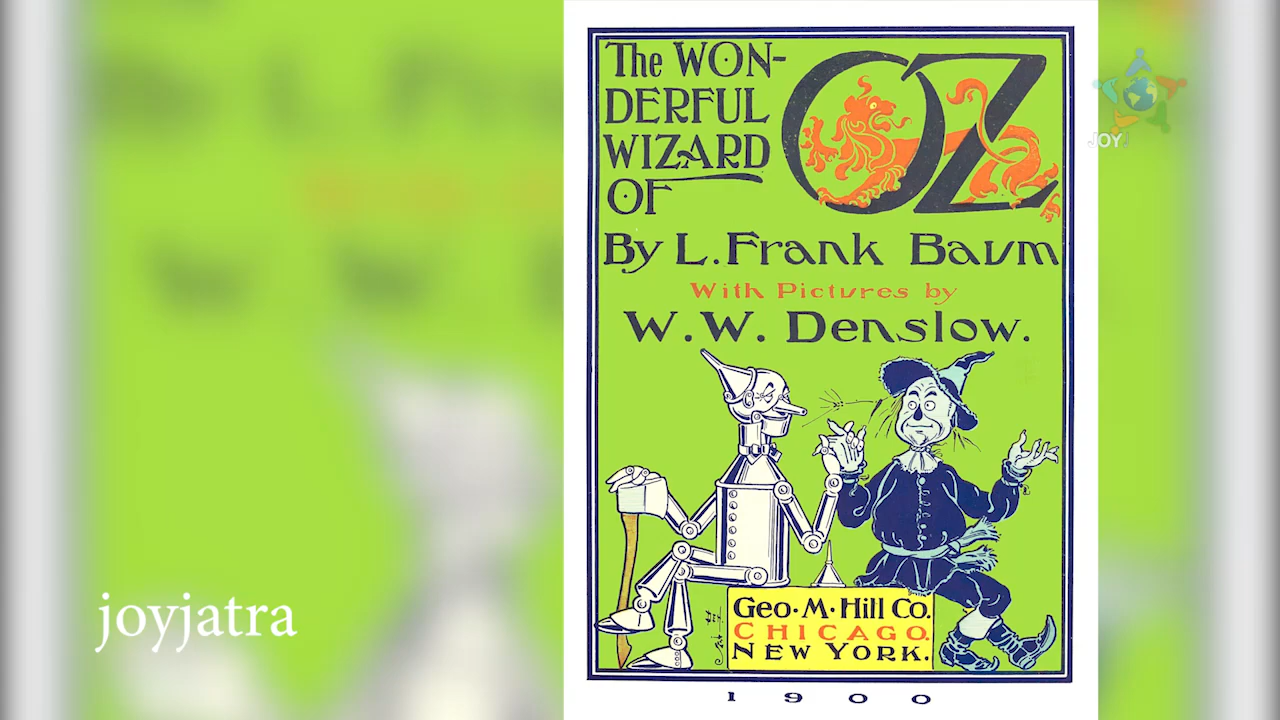 The WON-
DERFUL
WIZARD
OF
OZ
By L. Frank Baum
With Pictures by
W. W. Denslow.
Geo. M. Hill Co.
CHICAGO.
NEW YORK.
1900
joyjatra
JOYJ